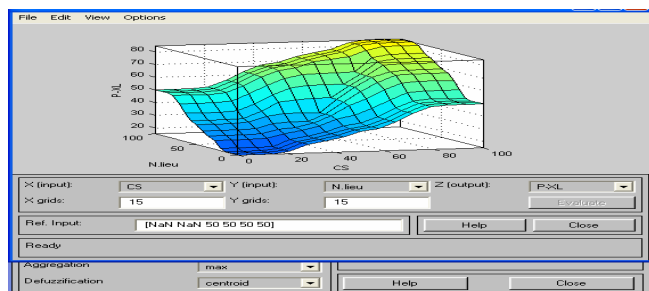 File Edit View Options
80
70
60
50
40
30
20
P-XL
100
50
0
N.lieu
0
20
40
60
80
100
CS
X (input): CS Y (input): N.lieu Z (output): P-XL
X grids: 15 Y grids: 15 Evaluate
Ref. Input: [NaN NaN 50 50 50 50] Help Close
Ready
Aggregation max
Defuzzification centroid Help Close